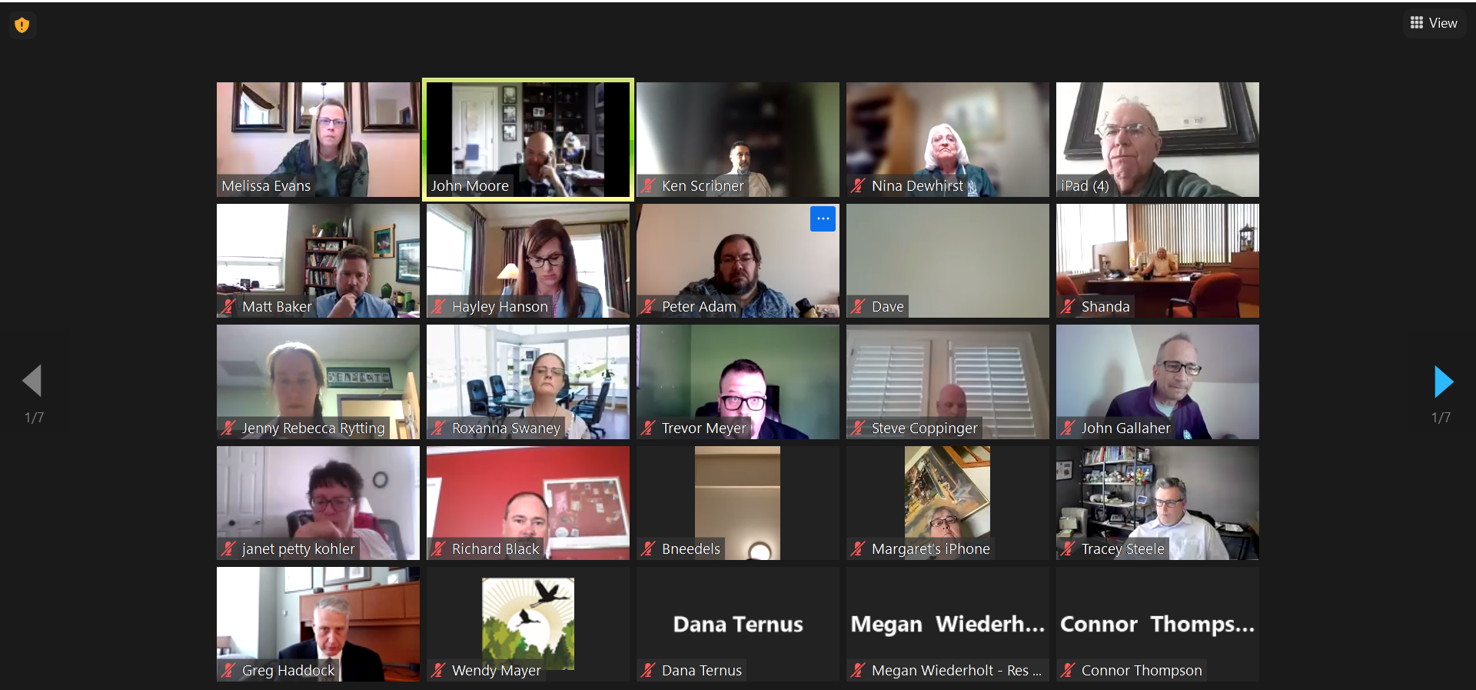 View
Melissa Evans
John Moore
Ken Scribner
Nina Dewhirst
iPad (4)
Matt Baker
Hayley Hanson
Peter Adam
Dave
Shanda
Jenny Rebecca Rytting
Roxanna Swaney
Trevor Meyer
Steve Coppinger
John Gallaher
1/7
1/7
janet petty kohler
Richard Black
Bneedels
Margaret's iPhone
Tracey Steele
Greg Haddock
Wendy Mayer
Dana Ternus
Dana Ternus
Megan Wiederh...
Megan Wiederholt - Res ...
Connor Thomps...
Connor Thompson